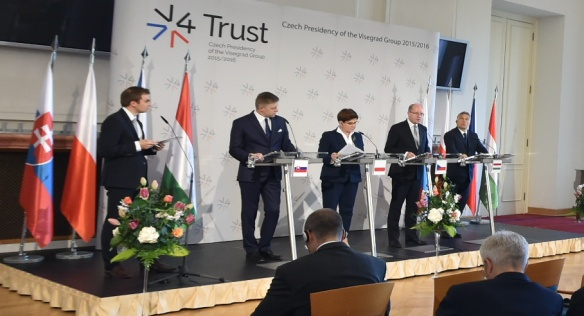 V4 Trust
Czech Presidency
of the Visegrad Group
2015/2016
Czech Presidency of the Visegrad Group 2015/2016